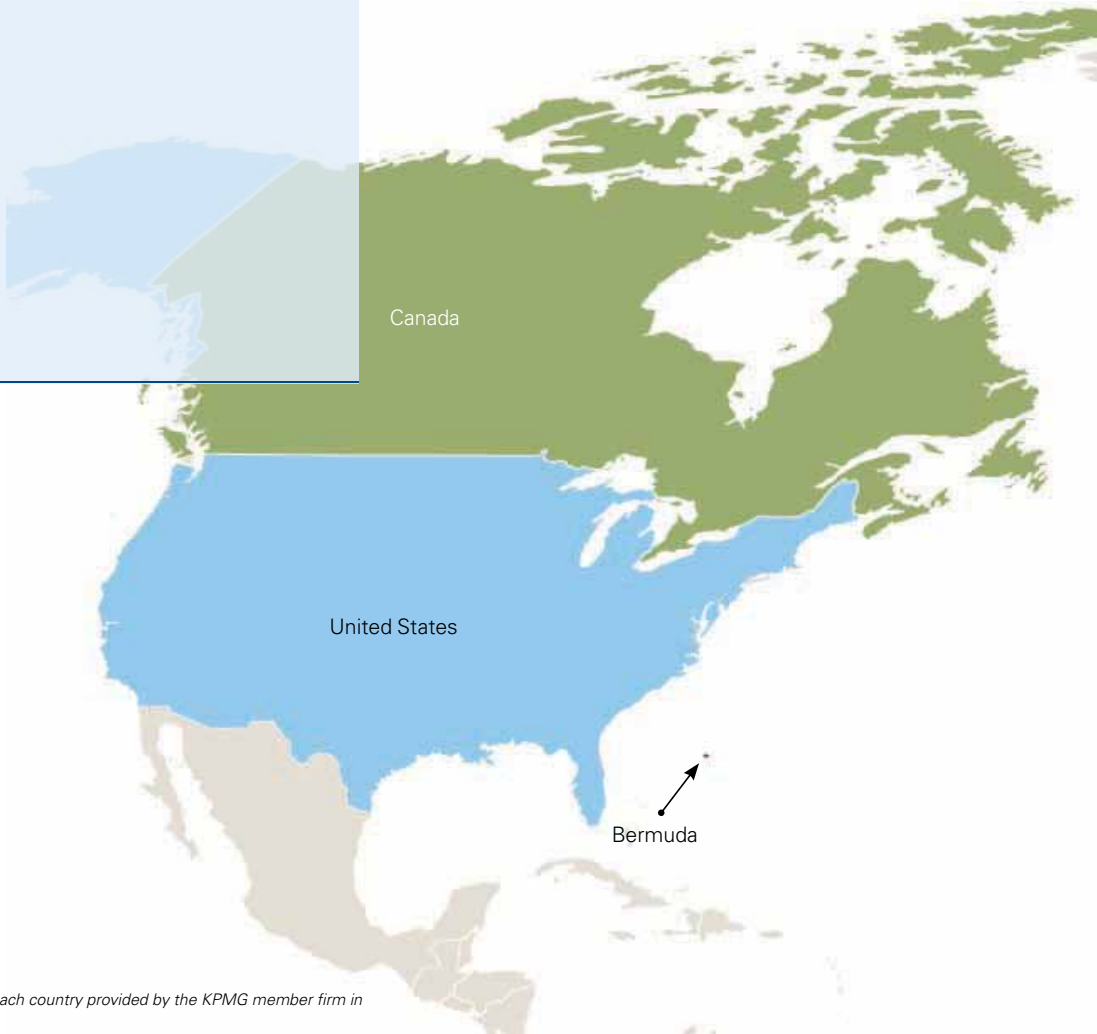 Canada
United States
Bermuda
ach country provided by the KPMG member firm in